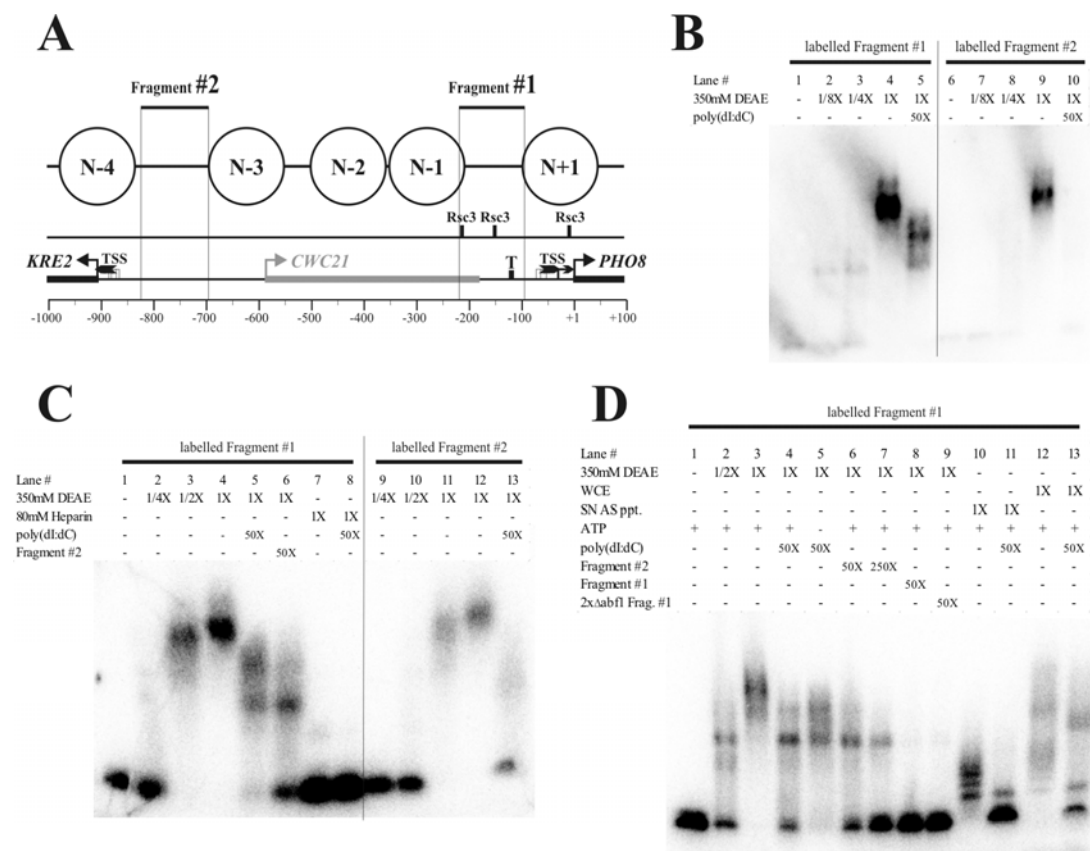 A
Fragment #2
Fragment #1
N-4
N-3
N-2
N-1
N+1
Rsc3 Rsc3 Rsc3
KRE2 TSS CWC21 T TSS PHO8
-1000 -900 -800 -700 -600 -500 -400 -300 -200 -100 +1 +100
B
labelled Fragment #1 labelled Fragment #2
Lane # 1 2 3 4 5 6 7 8 9 10
350mM DEAE - 1/8X 1/4X 1X 1X - 1/8X 1/4X 1X 1X
poly(dI:dC) - - - - 50X - - - - 50X
C
labelled Fragment #1 labelled Fragment #2
Lane # 1 2 3 4 5 6 7 8 9 10 11 12 13
350mM DEAE - 1/4X 1/2X 1X 1X 1X - - 1/4X 1/2X 1X 1X 1X
80mM Heparin - - - - - - 1X 1X - - - - -
poly(dI:dC) - - - - 50X - - 50X - - - - 50X
Fragment #2 - - - - - 50X - - - - - - -
D
labelled Fragment #1
Lane # 1 2 3 4 5 6 7 8 9 10 11 12 13
350mM DEAE - 1/2X 1X 1X 1X 1X 1X 1X 1X - - - -
WCE - - - - - - - - - - - 1X 1X
SN AS ppt. - - - - - - - - - 1X 1X - -
ATP + + + + - + + + + + + + +
poly(dI:dC) - - - 50X 50X - - - - - 50X - 50X
Fragment #2 - - - - - 50X 250X - - - - - -
Fragment #1 - - - - - - - 50X - - - - -
2xΔabf1 Frag. #1 - - - - - - - - 50X - - - -